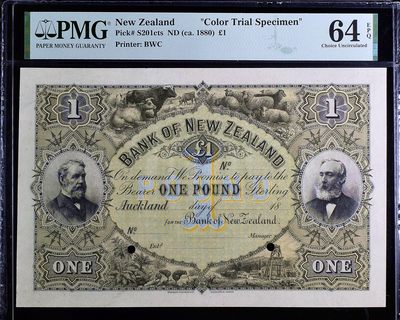 PMG
PAPER MONEY GUARANTY
New Zealand "Color Trial Specimen"
Pick# S201cts ND (ca. 1880) £1
Printer: BWC
64 EPQ
Choice Uncirculated
1 1
BANK OF NEW ZEALAND
£1
No
On demand We Promise to pay to the
Bearer ONE POUND Sterling
Auckland day of 18
for the Bank of New Zealand.
No
Entd. Manager
ONE ONE